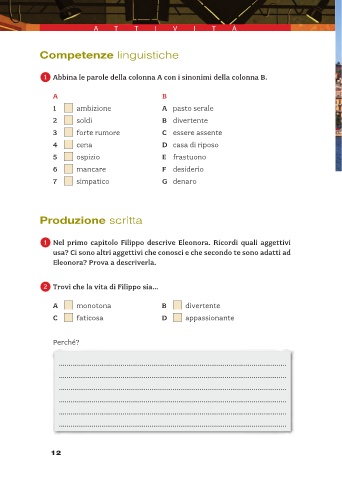 ATTIVITÀ
Competenze linguistiche
1 Abbina le parole della colonna A con i sinonimi della colonna B.
A B
1 ambizione A pasto serale
2 soldi B divertente
3 forte rumore C essere assente
4 cena D casa di riposo
5 ospizio E frastuono
6 mancare F desiderio
7 simpatico G denaro
Produzione scritta
1 Nel primo capitolo Filippo descrive Eleonora. Ricordi quali aggettivi
usa? Ci sono altri aggettivi che conosci e che secondo te sono adatti ad
Eleonora? Prova a descriverla.
2 Trovi che la vita di Filippo sia...
A monotona B divertente
C faticosa D appassionante
Perché?
12